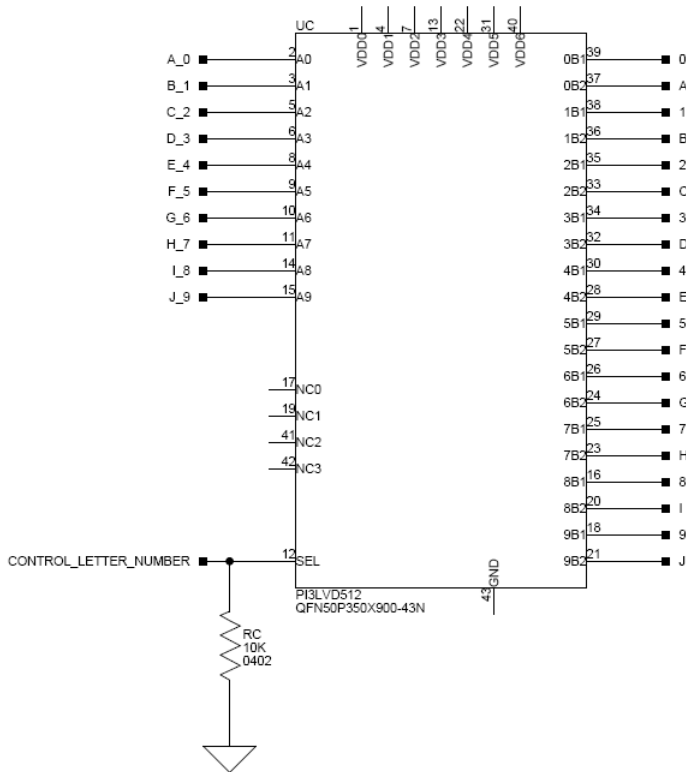 UC
1
VDD0
4
VDD1
7
VDD2
13
VDD3
22
VDD4
31
VDD5
40
VDD6
A_0 2 A0
B_1 3 A1
C_2 5 A2
D_3 6 A3
E_4 8 A4
F_5 9 A5
G_6 10 A6
H_7 11 A7
I_8 14 A8
J_9 15 A9
17 NC0
19 NC1
41 NC2
42 NC3
CONTROL_LETTER_NUMBER 12 SEL
0B1 39 0
0B2 37 A
1B1 38 1
1B2 36 B
2B1 35 2
2B2 33 C
3B1 34 3
3B2 32 D
4B1 30 4
4B2 28 E
5B1 29 5
5B2 27 F
6B1 26 6
6B2 24 G
7B1 25 7
7B2 23 H
8B1 16 8
8B2 20 I
9B1 18 9
9B2 21 J
43 GND
PI3LVD512
QFN50P350X900-43N
RC
10K
0402